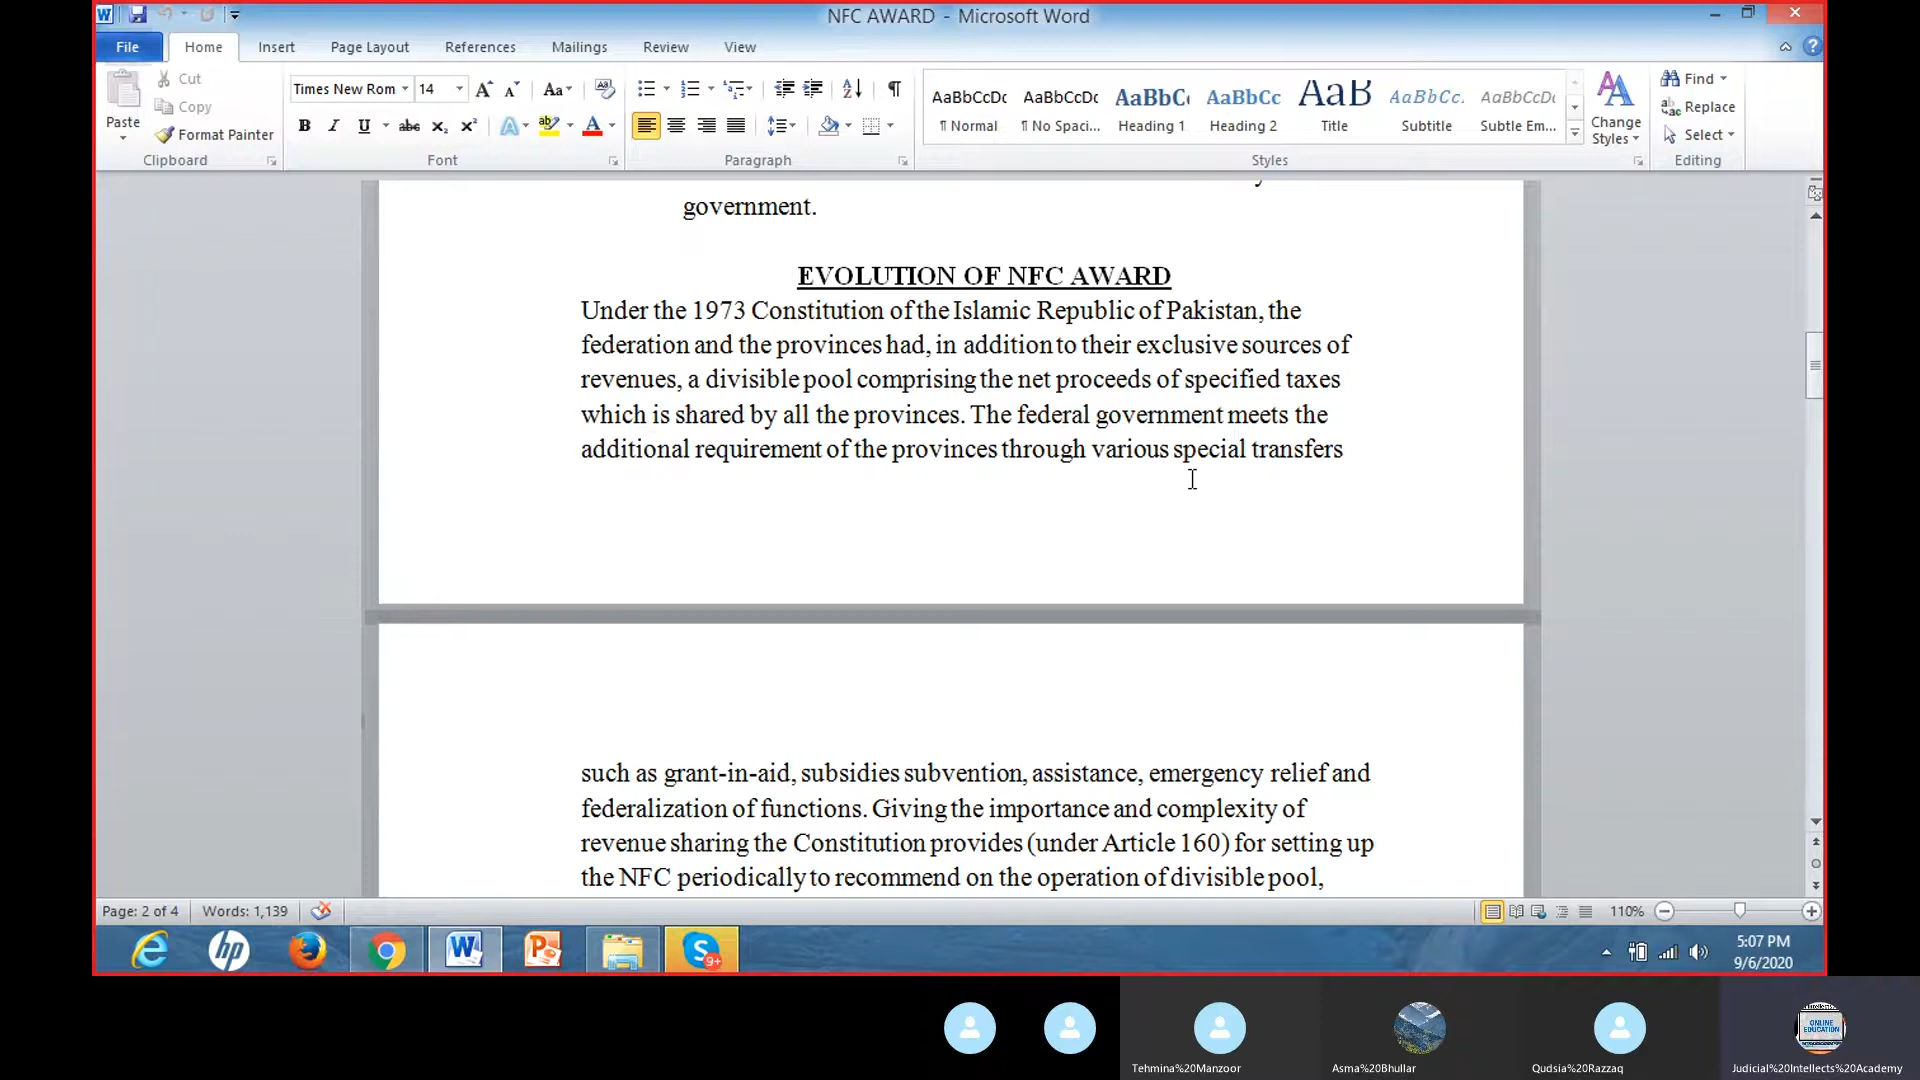 NFC AWARD - Microsoft Word
File Home Insert Page Layout References Mailings Review View
Paste
Cut
Copy
Format Painter
Clipboard
Times New Rom 14
Font
Paragraph
AaBbCcDc AaBbCcDc AaBbC AaBbCc AaB AaBbCc. AaBbCcDc
¶ Normal ¶ No Spaci... Heading 1 Heading 2 Title Subtitle Subtle Em...
Change
Styles
Styles
Find
Replace
Select
Editing
government.
EVOLUTION OF NFC AWARD
Under the 1973 Constitution of the Islamic Republic of Pakistan, the
federation and the provinces had, in addition to their exclusive sources of
revenues, a divisible pool comprising the net proceeds of specified taxes
which is shared by all the provinces. The federal government meets the
additional requirement of the provinces through various special transfers
such as grant-in-aid, subsidies subvention, assistance, emergency relief and
federalization of functions. Giving the importance and complexity of
revenue sharing the Constitution provides (under Article 160) for setting up
the NFC periodically to recommend on the operation of divisible pool,
Page: 2 of 4 Words: 1,139 110%
5:07 PM
9/6/2020
9+
ONLINE
EDUCATION
Tehmina%20Manzoor Asma%20Bhullar Qudsia%20Razzaq Judicial%20Intellects%20Academy